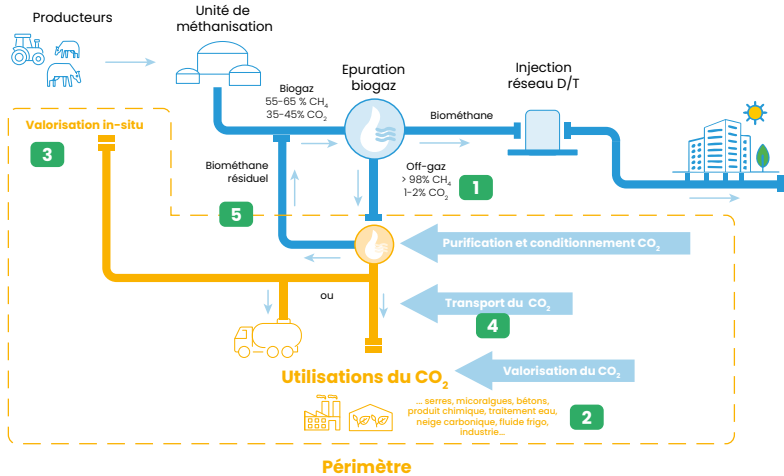 Producteurs
Unité de
méthanisation
Biogaz
55-65 % CH₄
35-45% CO₂
Epuration
biogaz
Biométhane
Injection
réseau D/T
Valorisation in-situ
3
Biométhane
résiduel
Off-gaz
> 98% CH₄
1-2% CO₂
1
5
Purification et conditionnement CO₂
ou
Transport du CO₂
4
Valorisation du CO₂
Utilisations du CO₂
... serres, micoralgues, bétons,
produit chimique, traitement eau,
neige carbonique, fluide frigo,
industrie...
2
Périmètre